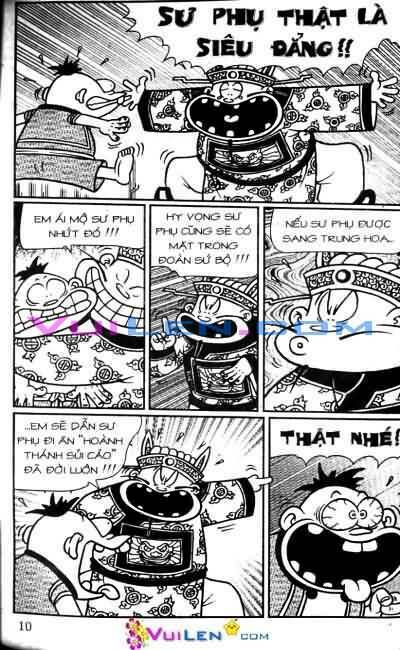 SƯ PHỤ THẬT LÀ
SIÊU ĐẲNG!!
EM ÁI MỘ SƯ PHỤ
NHỨT ĐÓ !!!
HY VỌNG SƯ
PHỤ CŨNG SẼ CÓ
MẶT TRONG
ĐOÀN SỨ BỘ !!!
NẾU SƯ PHỤ ĐƯỢC
SANG TRUNG HOA...
VUILEN.COM
...EM SẼ DẪN SƯ
PHỤ ĐI ĂN "HOÀNH
THÁNH SỦI CẢO"
ĐÃ ĐỜI LUÔN !!!
THẬT NHÉ!
10
VUILEN.COM